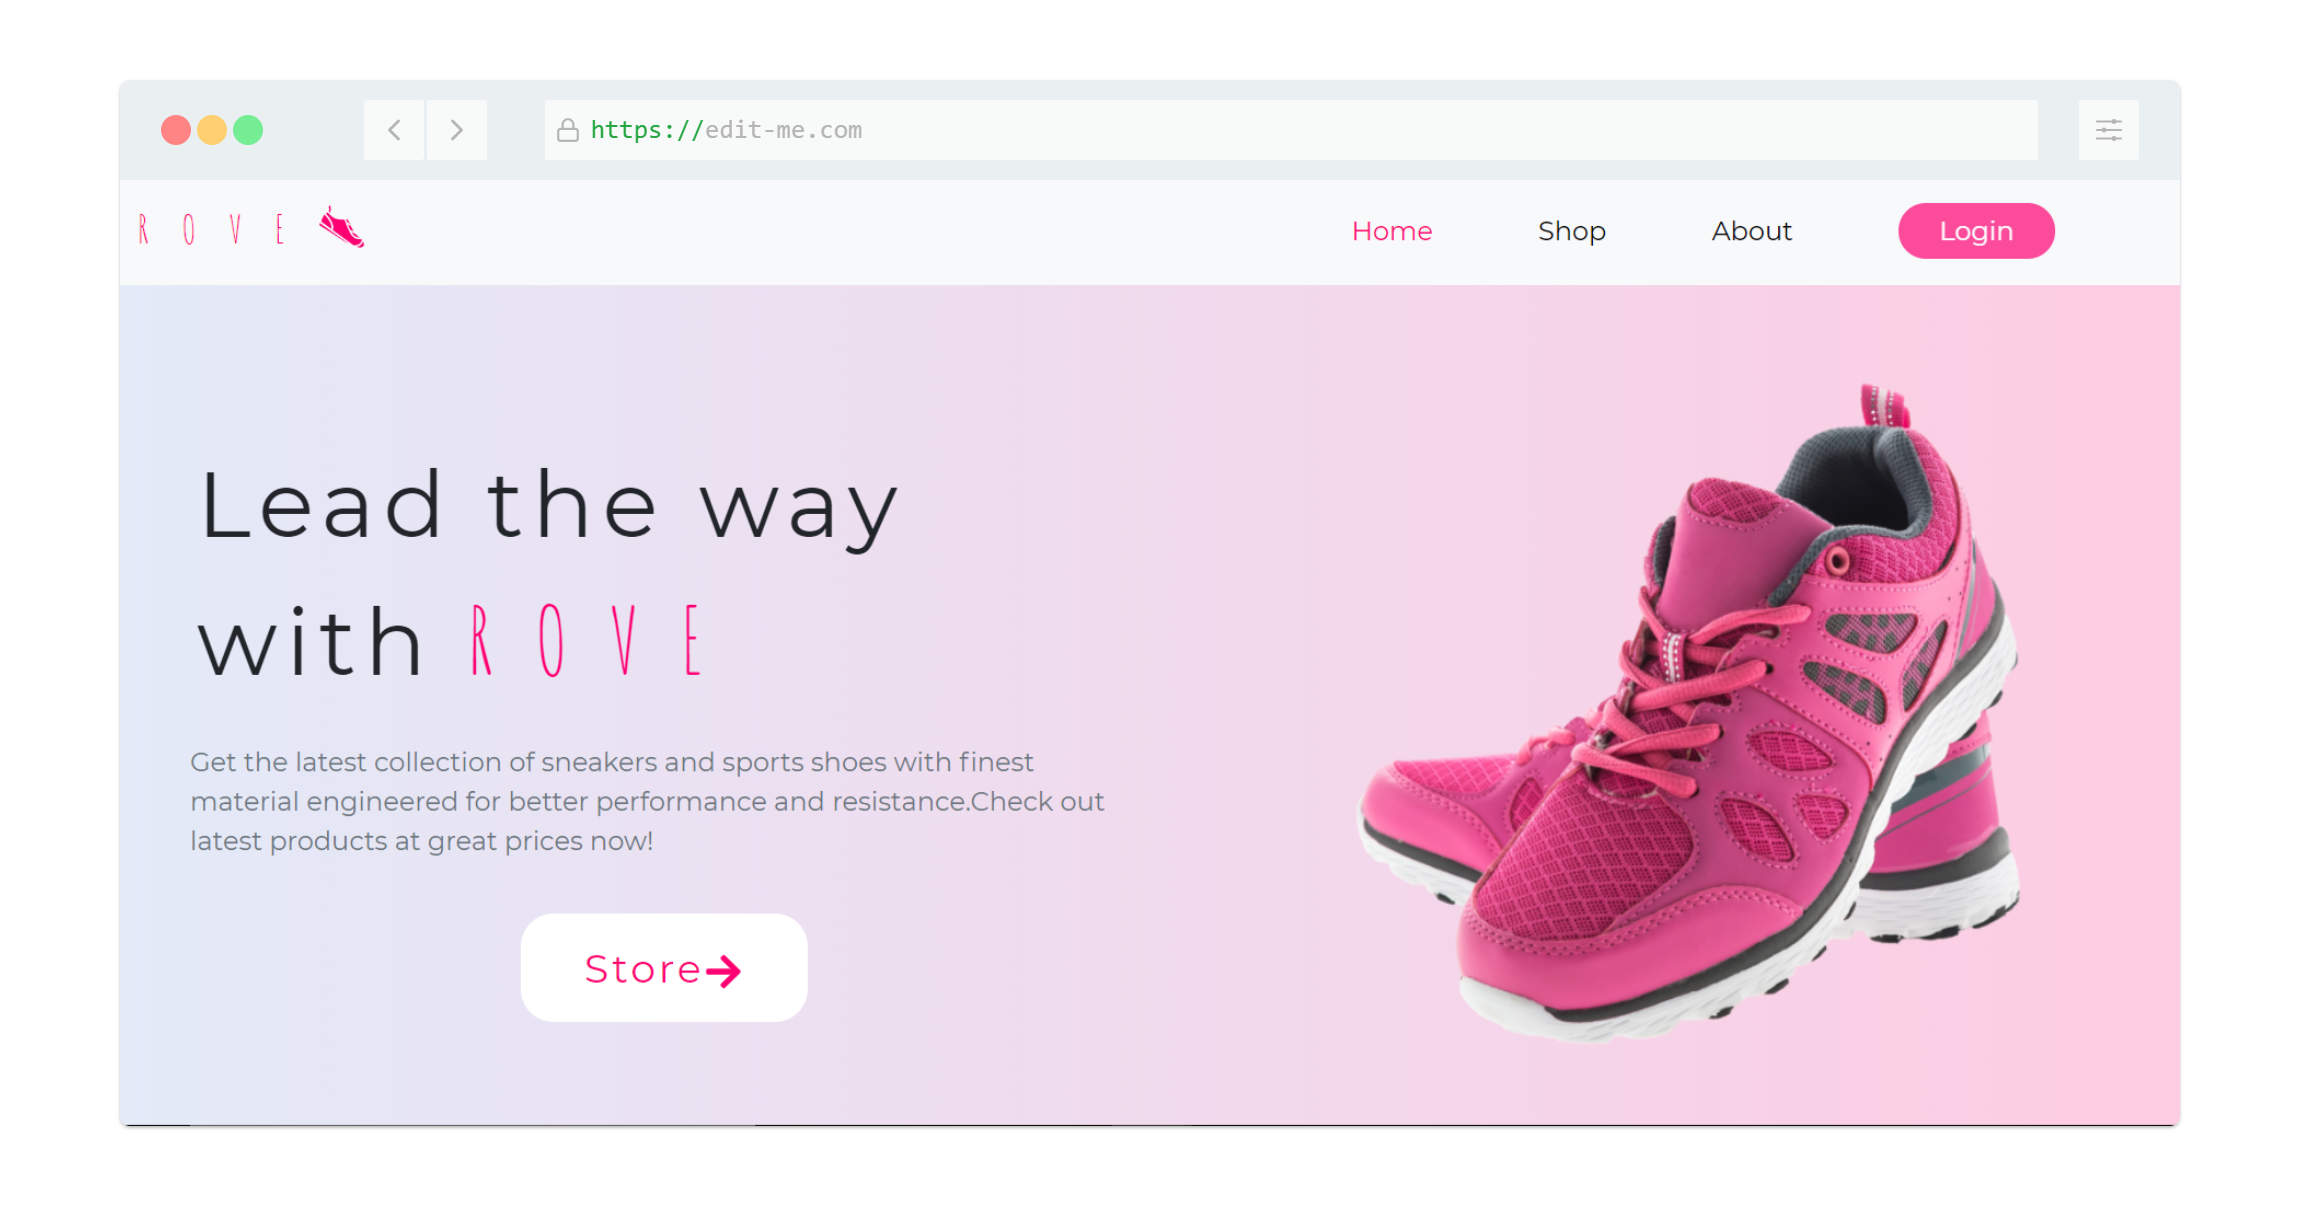 https://edit-me.com
R O V E
Home Shop About Login
Lead the way
with R O V E
Get the latest collection of sneakers and sports shoes with finest
material engineered for better performance and resistance.Check out
latest products at great prices now!
Store